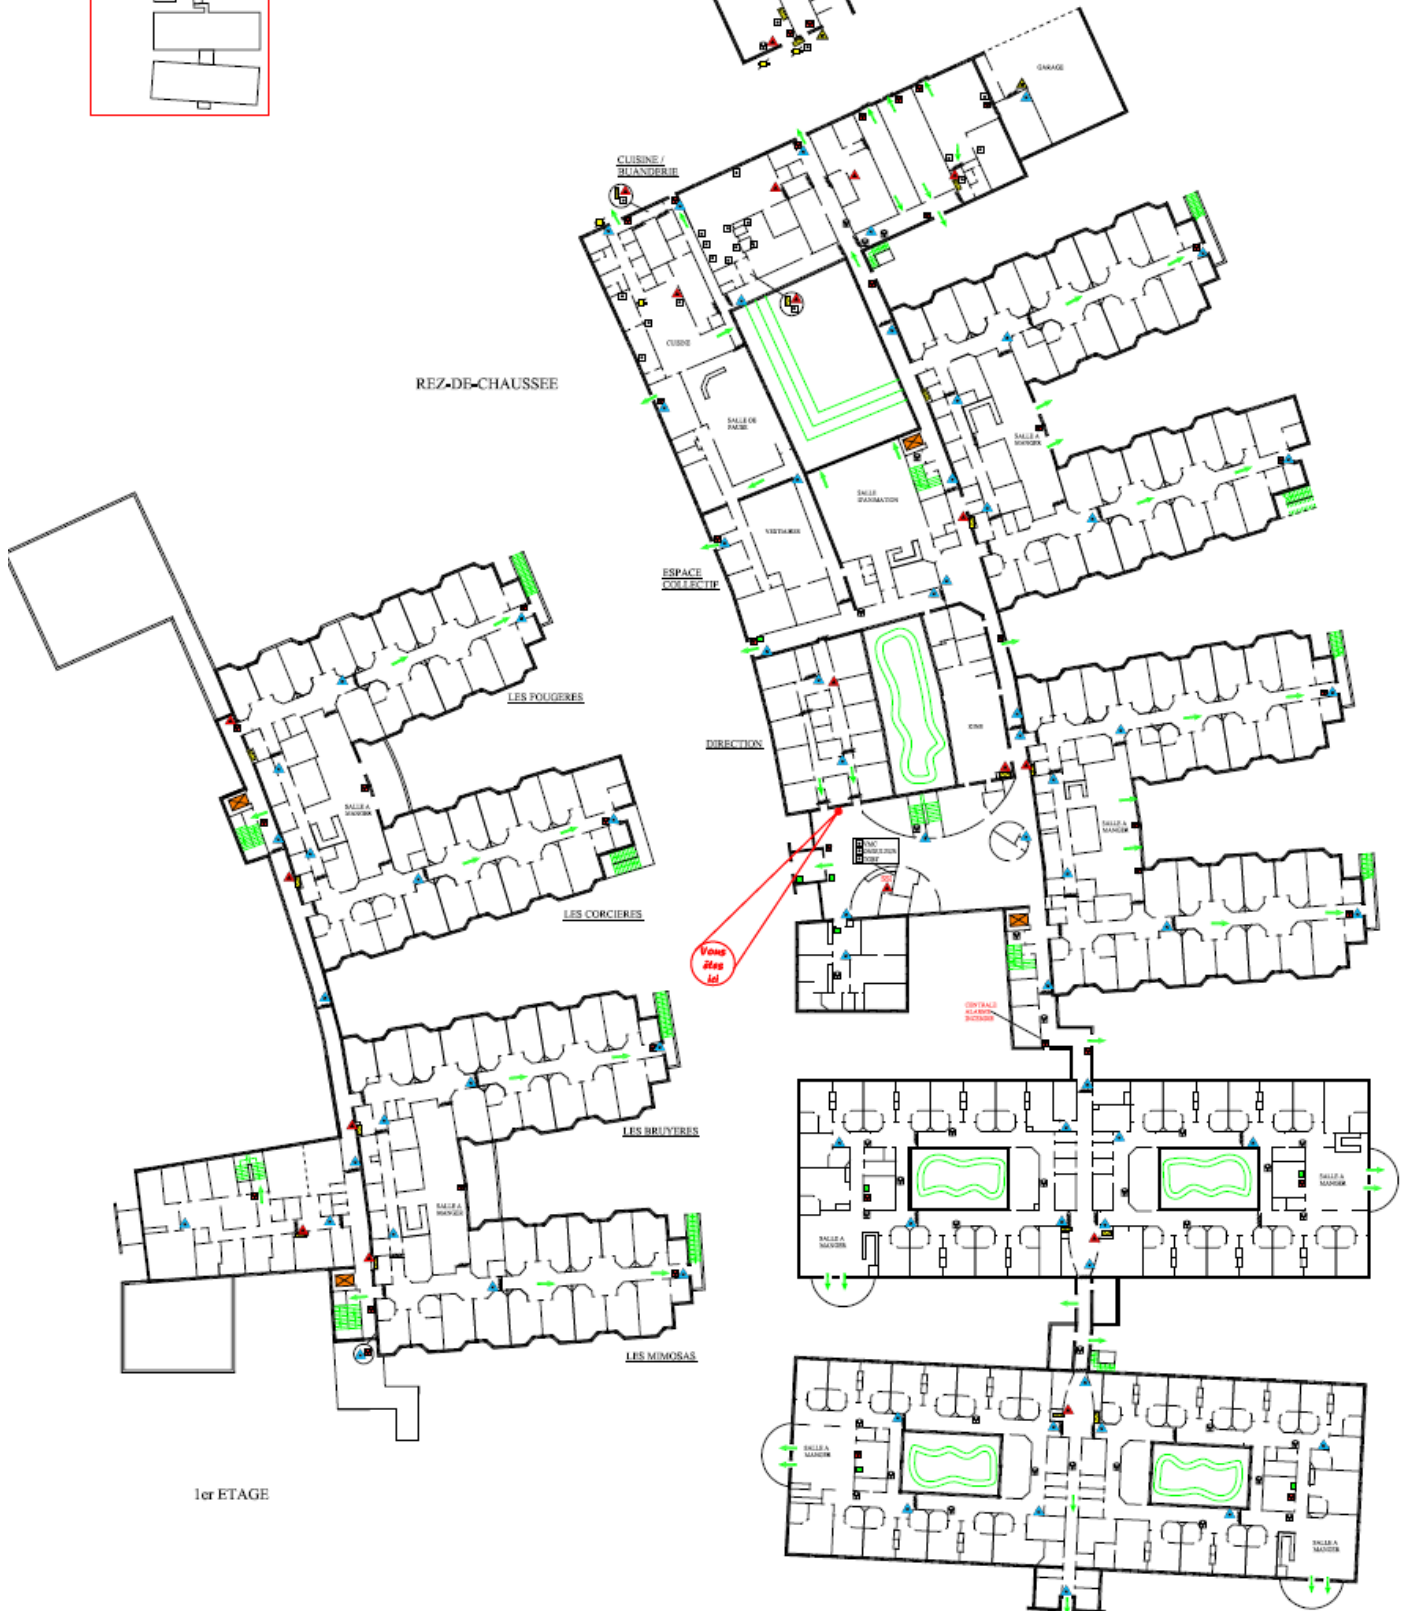 GARAGE
CUISINE /
BUANDERIE
CUISINE
REZ-DE-CHAUSSEE
SALLE DE
PAUSE
SALLE A
MANGER
SALLE
D'ANIMATION
VESTIAIRES
ESPACE
COLLECTIF
LES FOUGERES
DIRECTION
SALLE A
MANGER
SALLE A
MANGER
VMC
LES CORCIERES
Vous
êtes
ici
CENTRALE
ALARME
INCENDIE
LES BRUYERES
SALLE A
MANGER
SALLE A
MANGER
SALLE A
MANGER
LES MIMOSAS
SALLE A
MANGER
1er ETAGE
SALLE A
MANGER